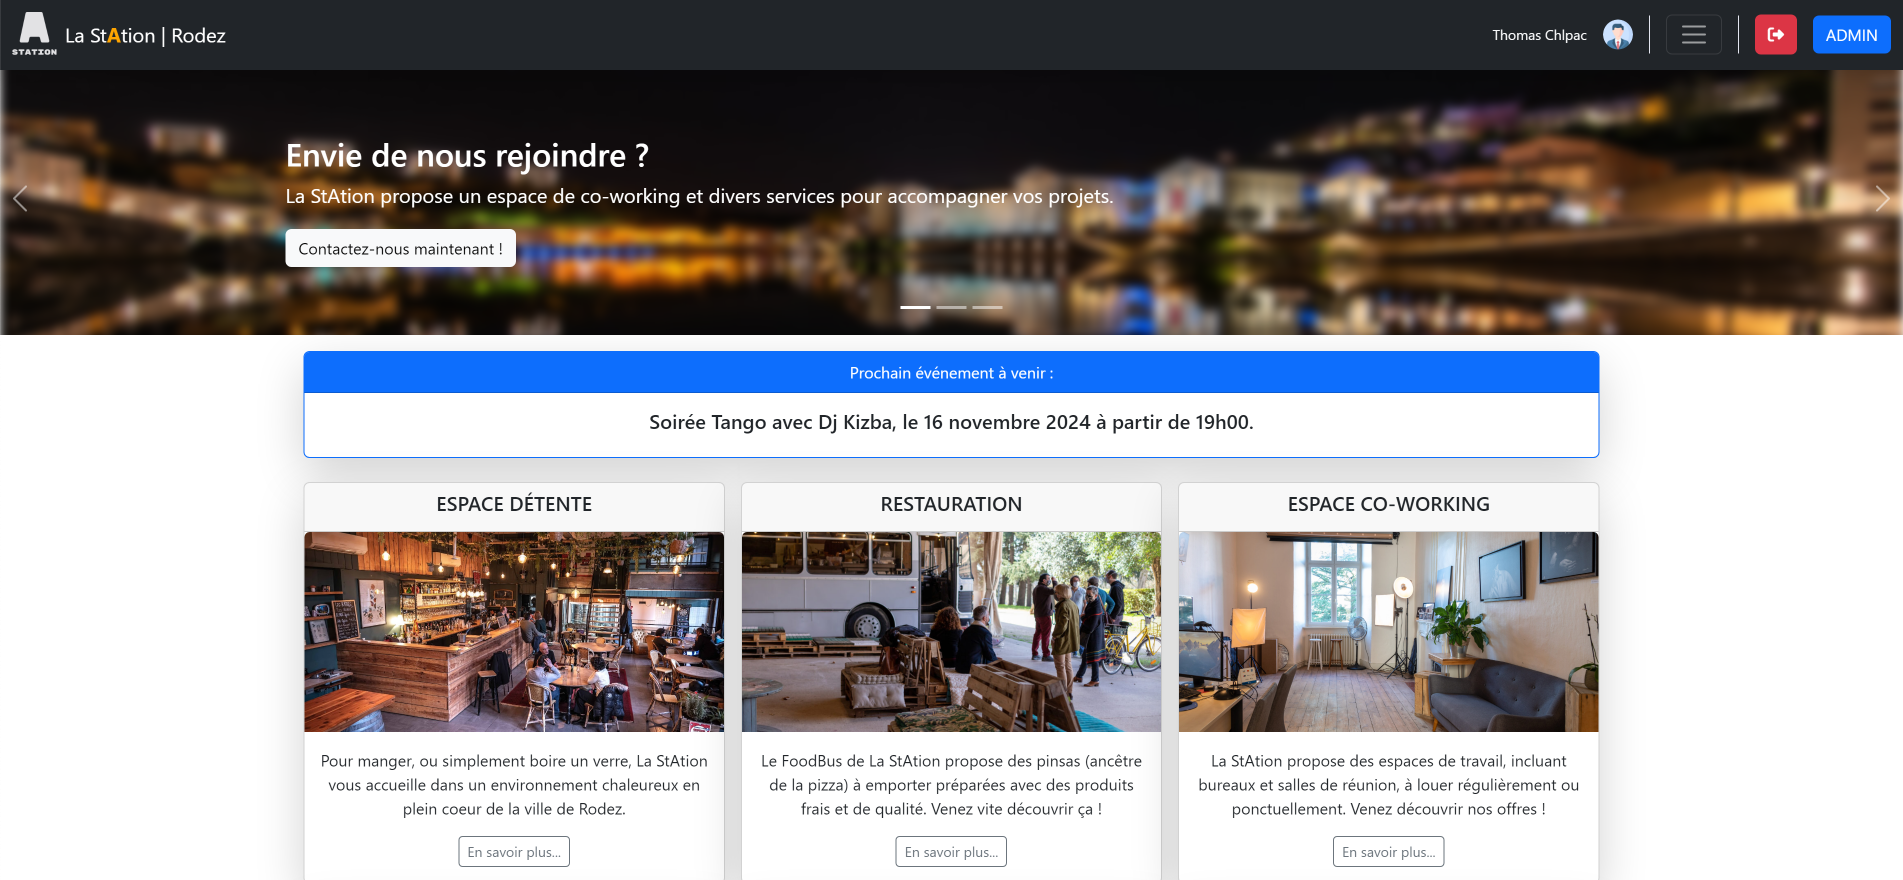 STATION
La StAtion | Rodez
Thomas Chlpac
ADMIN
Envie de nous rejoindre ?
La StAtion propose un espace de co-working et divers services pour accompagner vos projets.
Contactez-nous maintenant !
Prochain événement à venir :
Soirée Tango avec Dj Kizba, le 16 novembre 2024 à partir de 19h00.
ESPACE DÉTENTE
Pour manger, ou simplement boire un verre, La StAtion
vous accueille dans un environnement chaleureux en
plein coeur de la ville de Rodez.
En savoir plus...
RESTAURATION
Le FoodBus de La StAtion propose des pinsas (ancêtre
de la pizza) à emporter préparées avec des produits
frais et de qualité. Venez vite découvrir ça !
En savoir plus...
ESPACE CO-WORKING
La StAtion propose des espaces de travail, incluant
bureaux et salles de réunion, à louer régulièrement ou
ponctuellement. Venez découvrir nos offres !
En savoir plus...